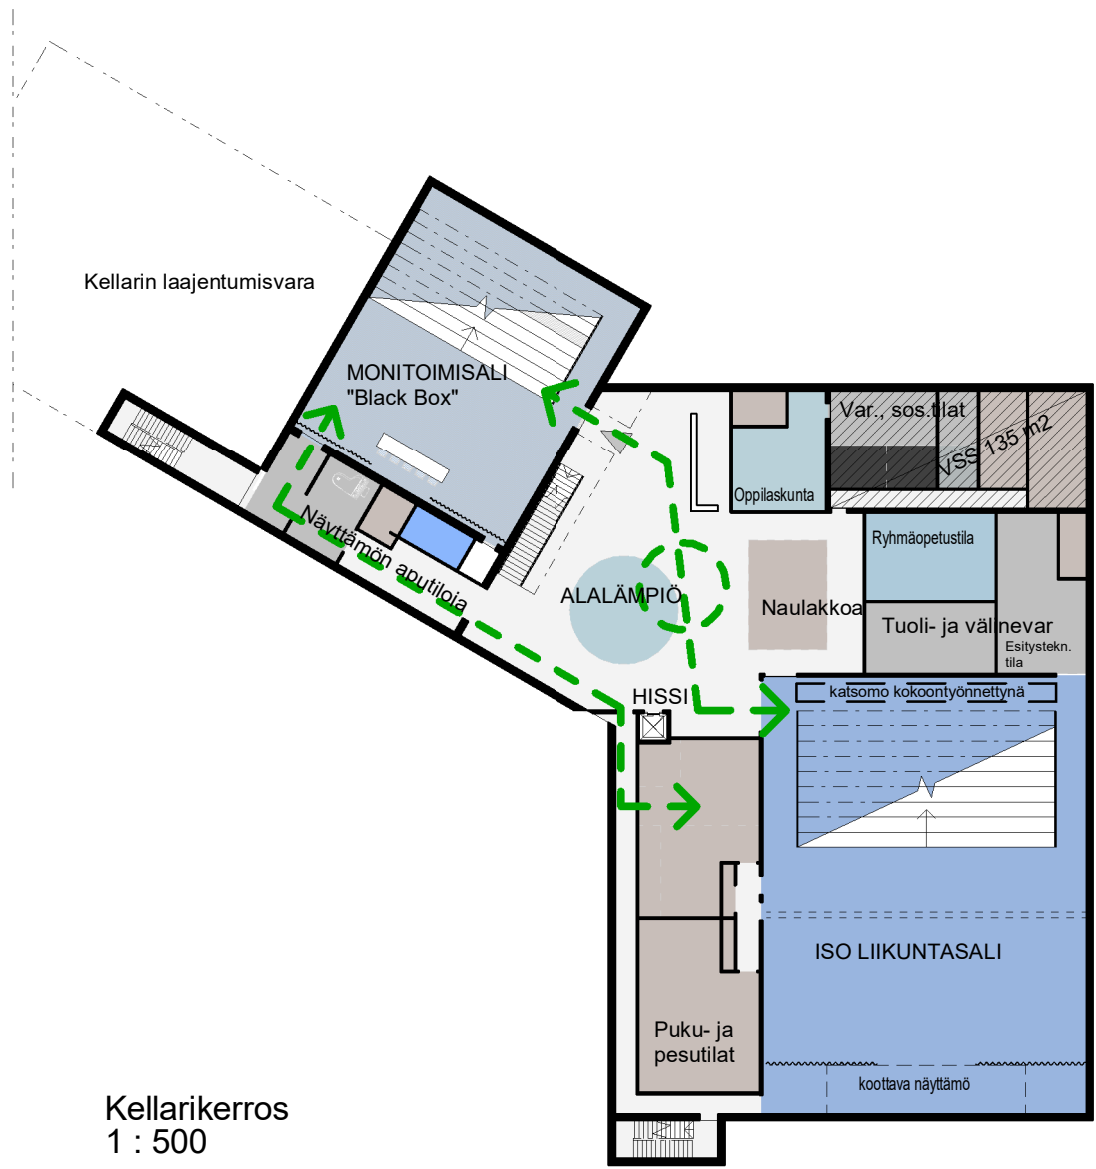 Kellarin laajentumisvara
MONITOIMISALI
"Black Box"
Var., sos.tilat
VSS 135 m2
Oppilaskunta
Näyttämön aputiloja
Ryhmäopetustila
ALALÄMPIÖ
Naulakkoa
Tuoli- ja välinevar
Esitystekn.
tila
HISSI
katsomo kokoontyönnettynä
ISO LIIKUNTASALI
Puku- ja
pesutilat
koottava näyttämö
Kellarikerros
1 : 500